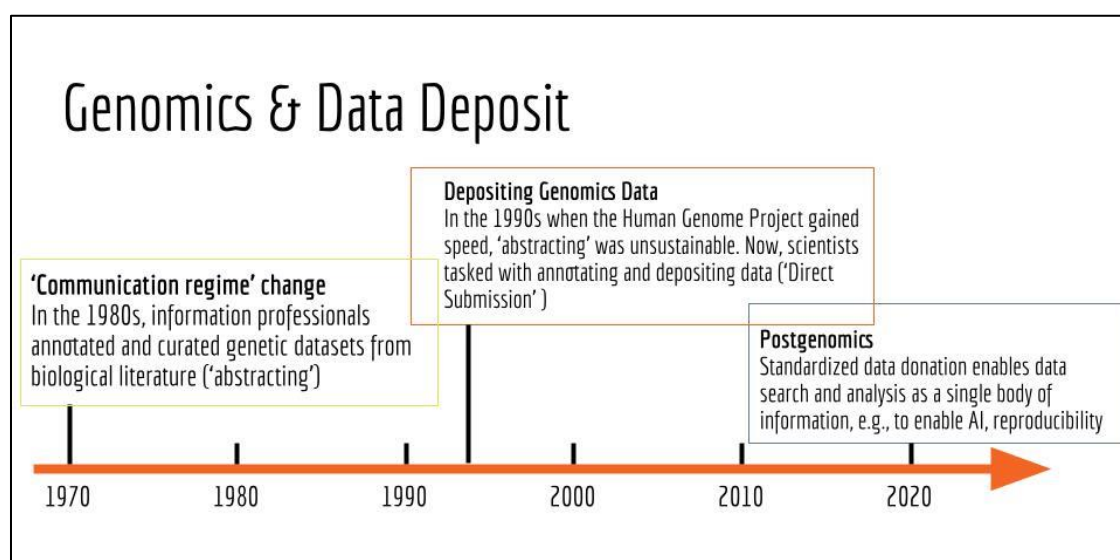 Genomics & Data Deposit
Depositing Genomics Data
In the 1990s when the Human Genome Project gained
speed, ‘abstracting’ was unsustainable. Now, scientists
tasked with annotating and depositing data (‘Direct
Submission’ )
‘Communication regime’ change
In the 1980s, information professionals
annotated and curated genetic datasets from
biological literature (‘abstracting’)
Postgenomics
Standardized data donation enables data
search and analysis as a single body of
information, e.g., to enable AI, reproducibility
1970 1980 1990 2000 2010 2020